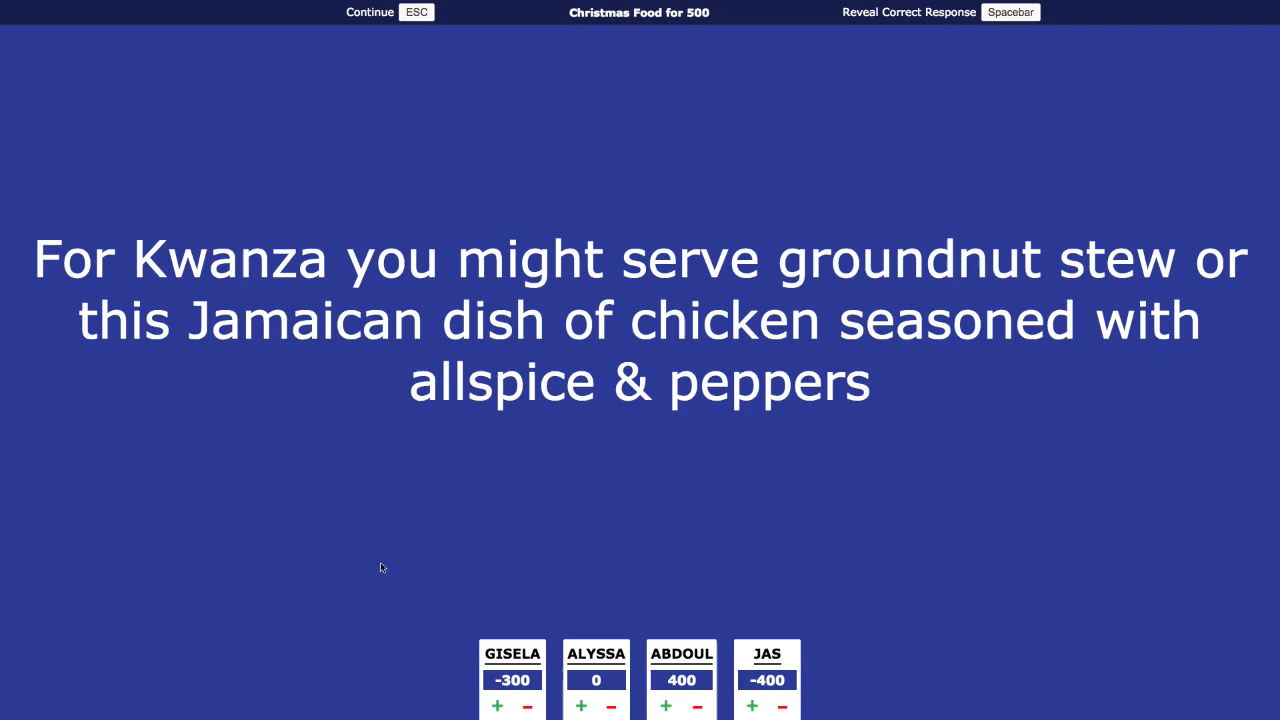 Continue ESC Christmas Food for 500 Reveal Correct Response Spacebar
For Kwanza you might serve groundnut stew or
this Jamaican dish of chicken seasoned with
allspice & peppers
GISELA ALYSSA ABDOUL JAS
-300 0 400 -400
+ - + - + - + -